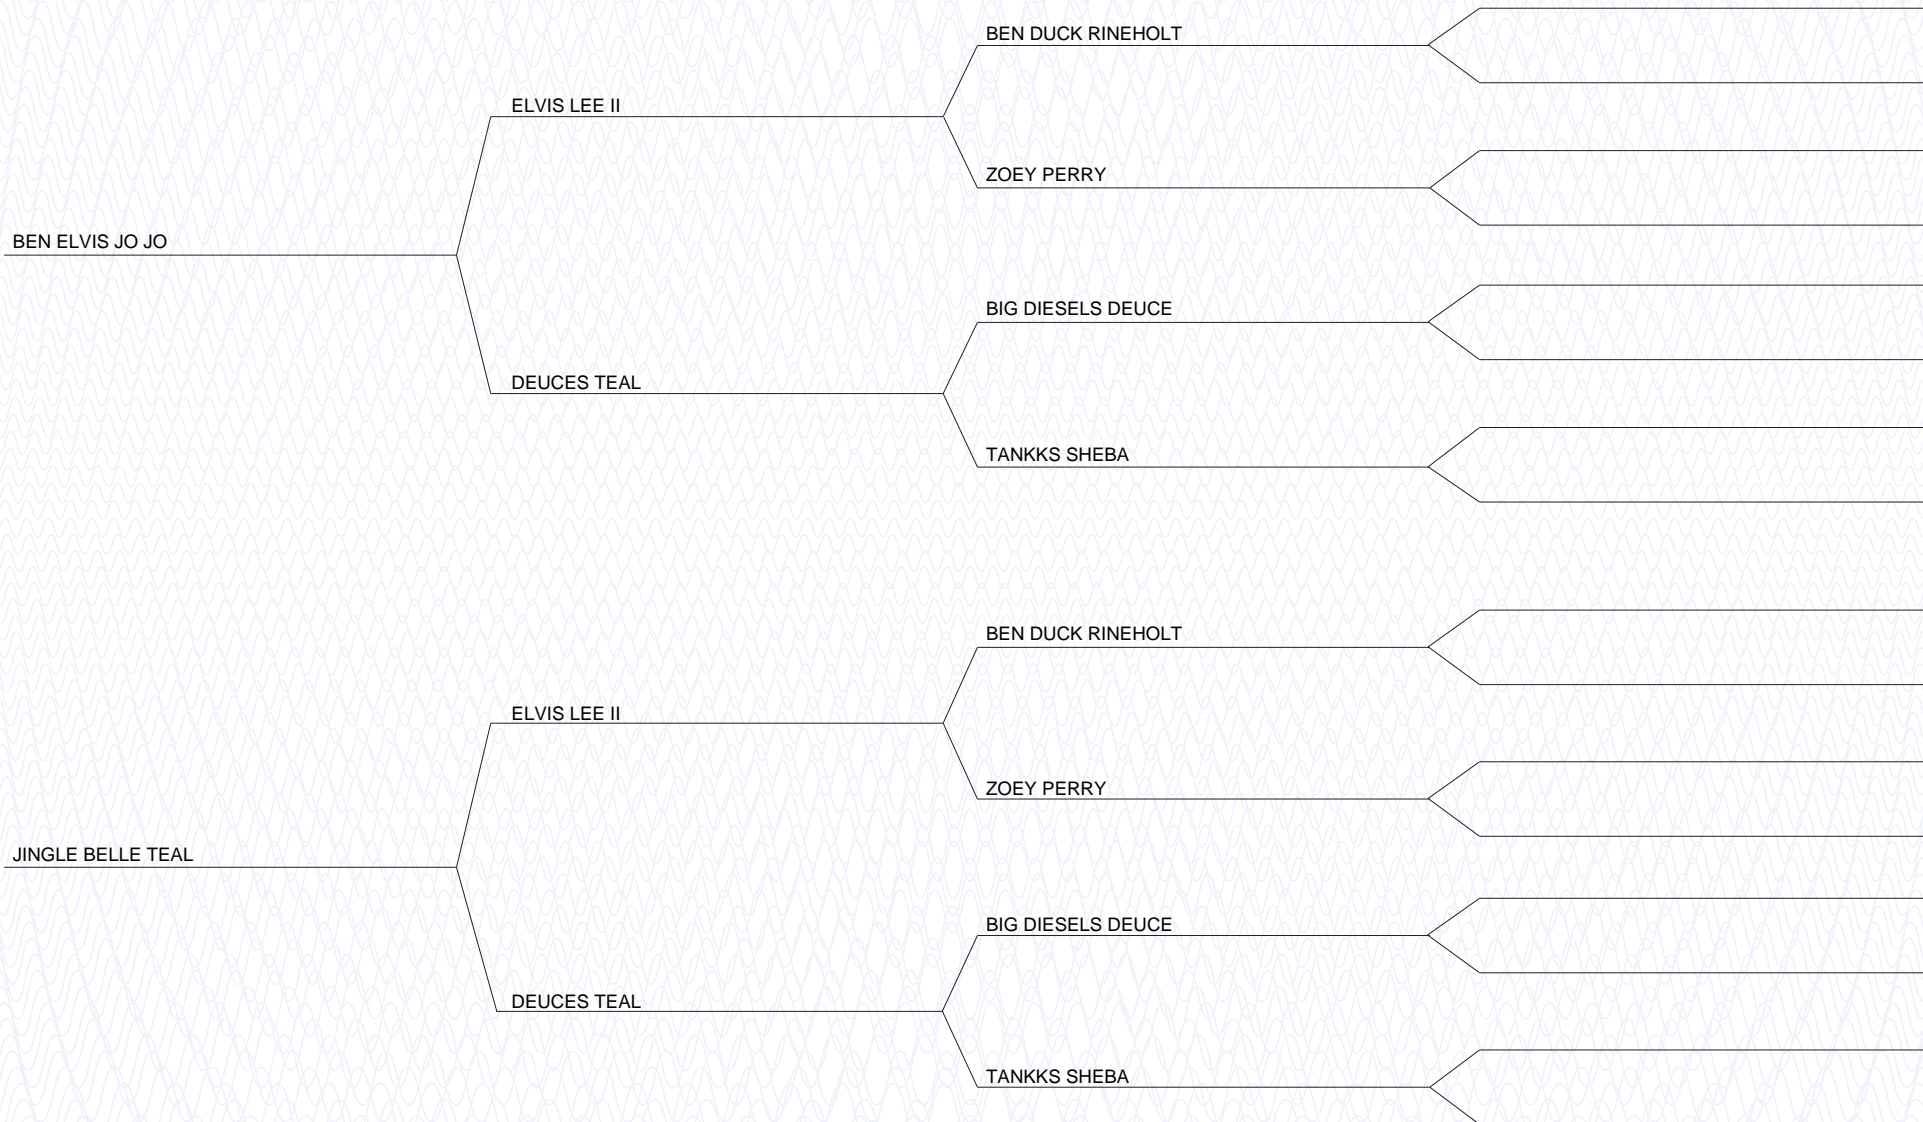 BEN DUCK RINEHOLT
ELVIS LEE II
ZOEY PERRY
BEN ELVIS JO JO
BIG DIESELS DEUCE
DEUCES TEAL
TANKKS SHEBA
BEN DUCK RINEHOLT
ELVIS LEE II
ZOEY PERRY
JINGLE BELLE TEAL
BIG DIESELS DEUCE
DEUCES TEAL
TANKKS SHEBA